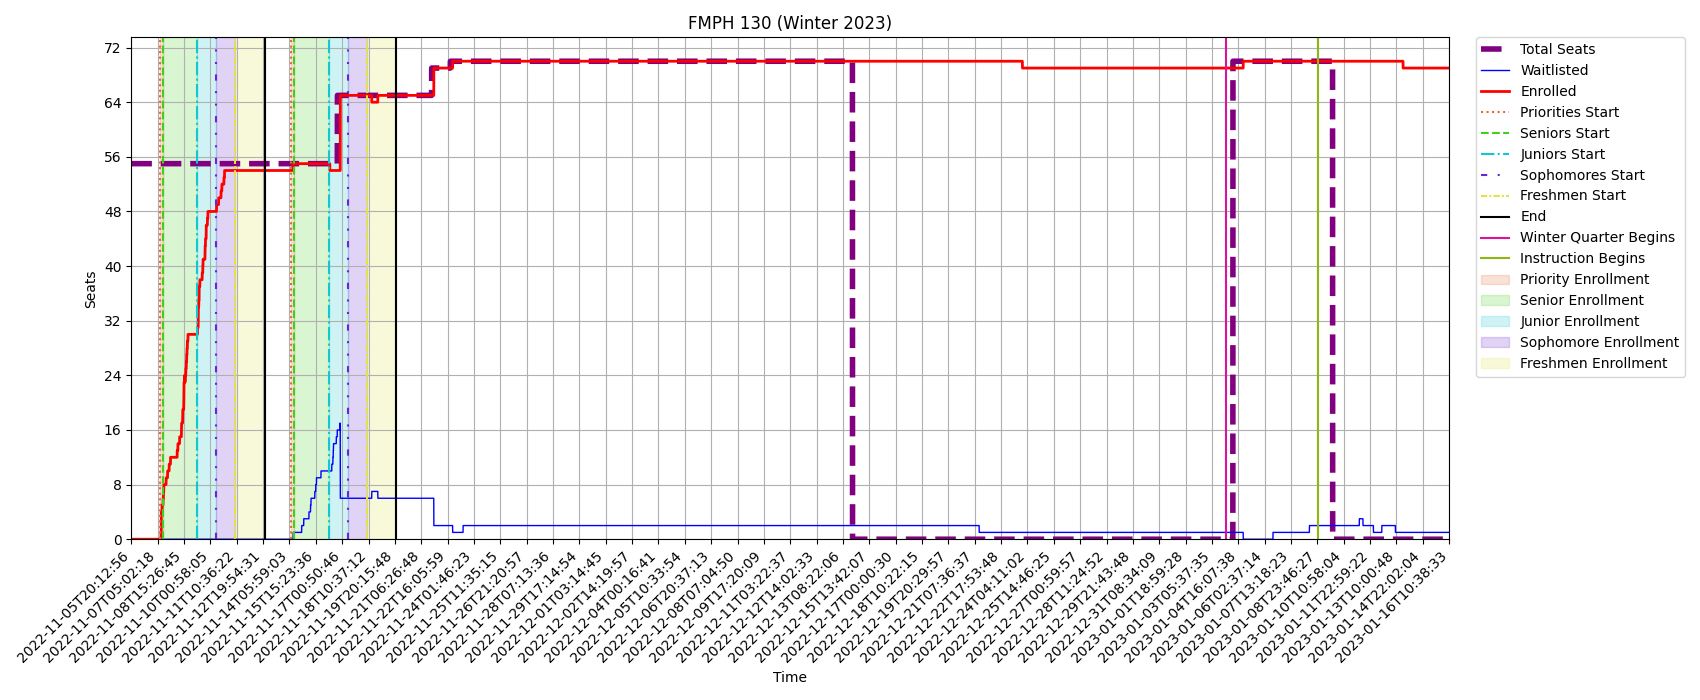 FMPH 130 (Winter 2023)
Seats
72
64
56
48
40
32
24
16
8
0
2022-11-05T20:12:56
2022-11-07T05:02:18
2022-11-08T15:26:45
2022-11-10T00:58:05
2022-11-11T10:36:22
2022-11-12T19:54:31
2022-11-14T05:59:03
2022-11-15T15:23:36
2022-11-17T00:50:46
2022-11-18T10:37:12
2022-11-19T20:15:48
2022-11-21T06:26:48
2022-11-22T16:05:59
2022-11-24T01:46:23
2022-11-25T11:35:15
2022-11-26T21:20:57
2022-11-28T07:13:36
2022-11-29T17:14:54
2022-12-01T03:14:45
2022-12-02T14:19:57
2022-12-04T00:16:41
2022-12-05T10:33:54
2022-12-06T20:37:13
2022-12-08T07:04:50
2022-12-09T17:20:09
2022-12-11T03:22:37
2022-12-12T14:02:33
2022-12-13T08:22:06
2022-12-15T13:42:07
2022-12-17T00:00:30
2022-12-18T10:22:15
2022-12-19T20:29:57
2022-12-21T07:36:37
2022-12-22T17:53:48
2022-12-24T04:11:02
2022-12-25T14:46:25
2022-12-27T00:59:57
2022-12-28T11:24:52
2022-12-29T21:43:48
2022-12-31T08:34:09
2023-01-01T18:59:28
2023-01-03T05:37:35
2023-01-04T16:07:38
2023-01-06T02:37:14
2023-01-07T13:18:23
2023-01-08T23:46:27
2023-01-10T10:58:04
2023-01-11T22:59:22
2023-01-13T10:00:48
2023-01-14T22:02:04
2023-01-16T10:38:33
Time
Total Seats
Waitlisted
Enrolled
Priorities Start
Seniors Start
Juniors Start
Sophomores Start
Freshmen Start
End
Winter Quarter Begins
Instruction Begins
Priority Enrollment
Senior Enrollment
Junior Enrollment
Sophomore Enrollment
Freshmen Enrollment